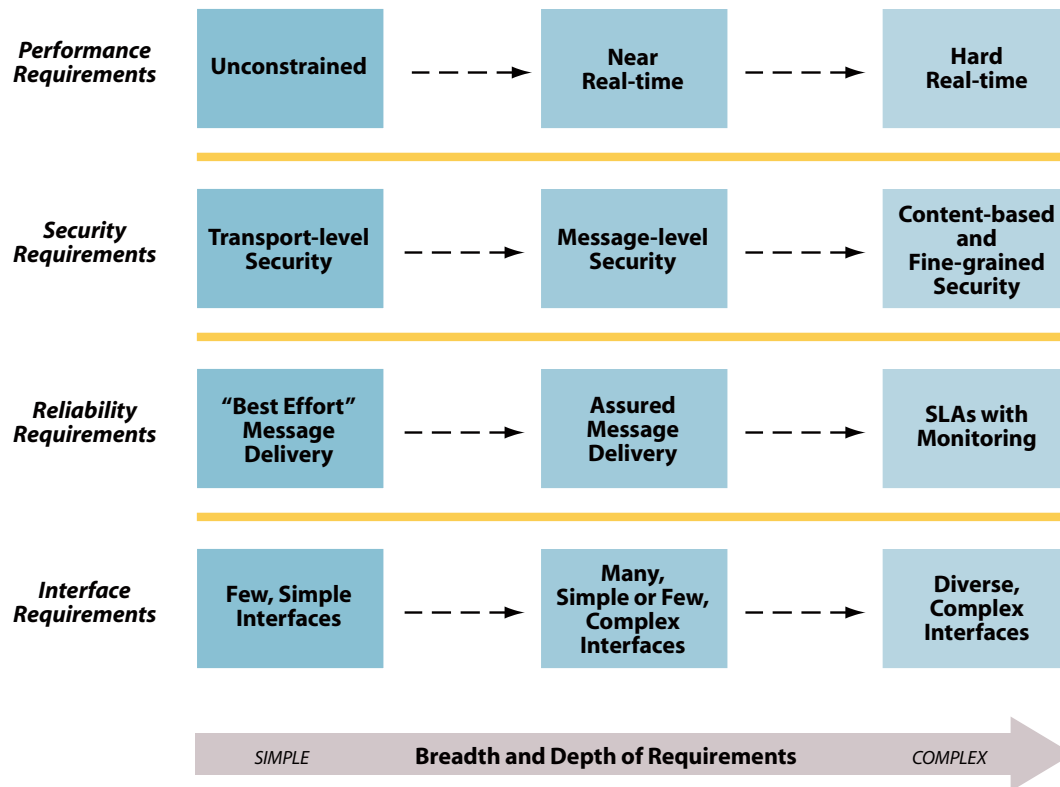 Performance
Requirements
Unconstrained
Near
Real-time
Hard
Real-time
Security
Requirements
Transport-level
Security
Message-level
Security
Content-based
and
Fine-grained
Security
Reliability
Requirements
“Best Effort”
Message
Delivery
Assured
Message
Delivery
SLAs with
Monitoring
Interface
Requirements
Few, Simple
Interfaces
Many,
Simple or Few,
Complex
Interfaces
Diverse,
Complex
Interfaces
SIMPLE Breadth and Depth of Requirements COMPLEX